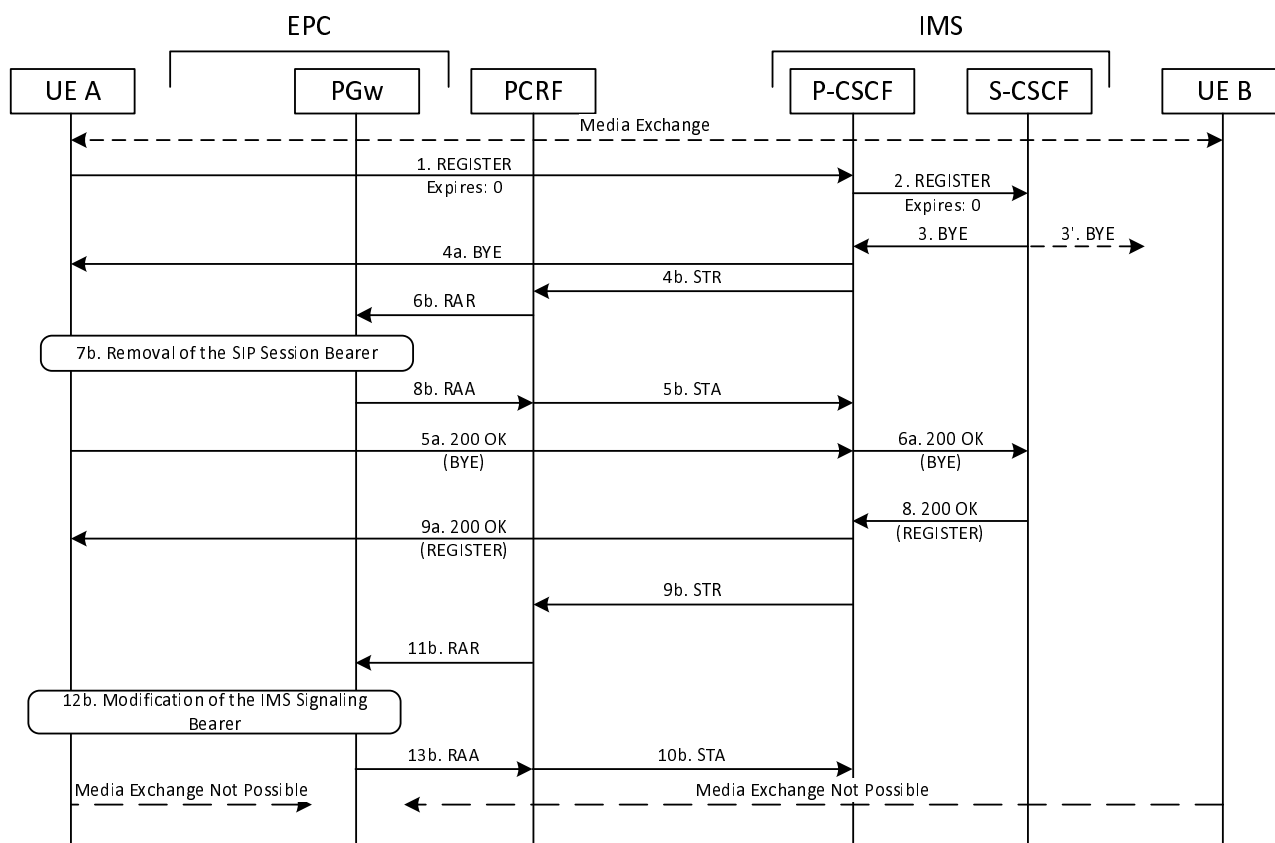 EPC
IMS
UE A
PGw
PCRF
P-CSCF
S-CSCF
UE B
Media Exchange
1. REGISTER
Expires: 0
2. REGISTER
Expires: 0
3. BYE
3'. BYE
4a. BYE
4b. STR
6b. RAR
7b. Removal of the SIP Session Bearer
8b. RAA
5b. STA
5a. 200 OK
(BYE)
6a. 200 OK
(BYE)
8. 200 OK
(REGISTER)
9a. 200 OK
(REGISTER)
9b. STR
11b. RAR
12b. Modification of the IMS Signaling
Bearer
13b. RAA
10b. STA
Media Exchange Not Possible
Media Exchange Not Possible